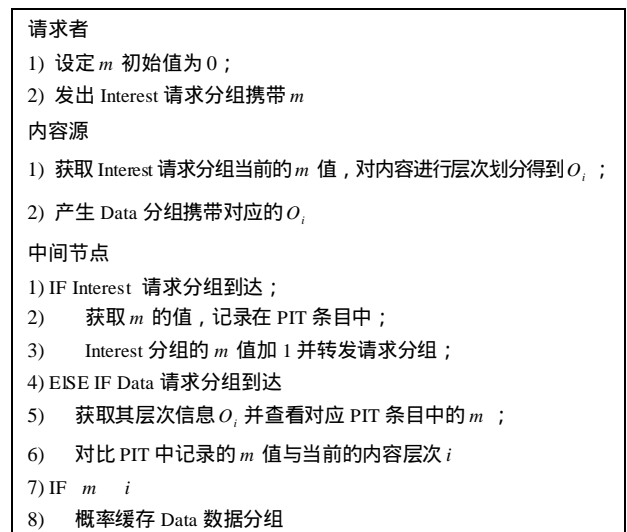 请求者
1) 设定 m 初始值为 0；
2) 发出 Interest 请求分组携带 m
内容源
1) 获取 Interest 请求分组当前的 m 值，对内容进行层次划分得到 O_i ；
2) 产生 Data 分组携带对应的 O_i
中间节点
1) IF Interest 请求分组到达；
2) 获取 m 的值，记录在 PIT 条目中；
3) Interest 分组的 m 值加 1 并转发请求分组；
4) ELSE IF Data 请求分组到达
5) 获取其层次信息 O_i 并查看对应 PIT 条目中的 m ；
6) 对比 PIT 中记录的 m 值与当前的内容层次 i
7) IF m i
8) 概率缓存 Data 数据分组